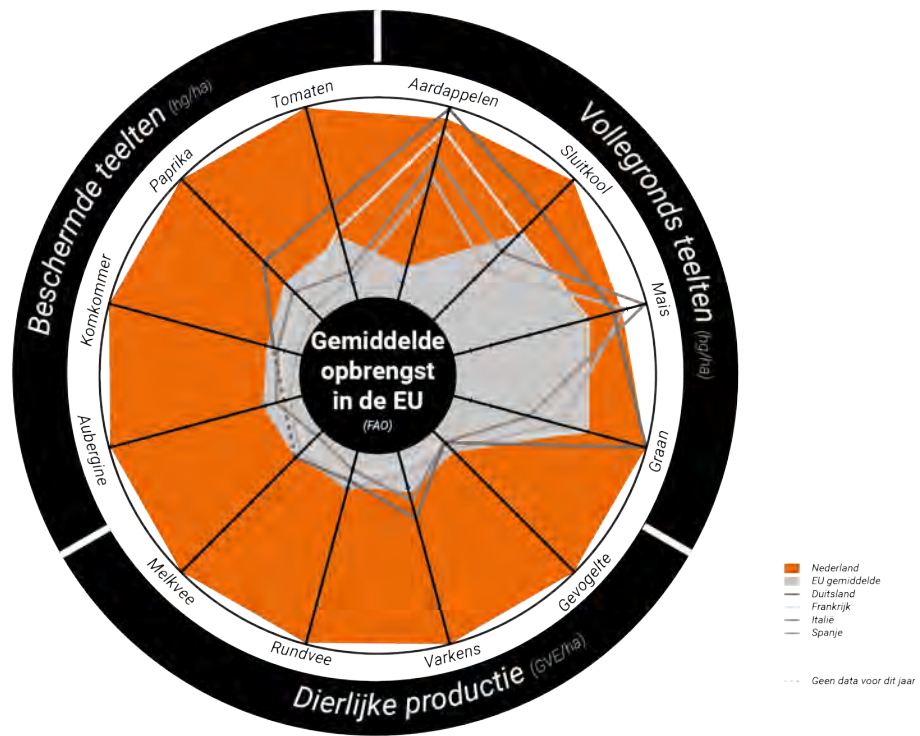 Beschermde teelten (hg/ha)
Vollegronds teelten (hg/ha)
Dierlijke productie (GVE/ha)
Tomaten
Aardappelen
Sluitkool
Mais
Graan
Gevogelte
Varkens
Rundvee
Melkvee
Aubergine
Komkommer
Paprika
Gemiddelde
opbrengst
in de EU
(FAO)
Nederland
EU gemiddelde
Duitsland
Frankrijk
Italië
Spanje
Geen data voor dit jaar